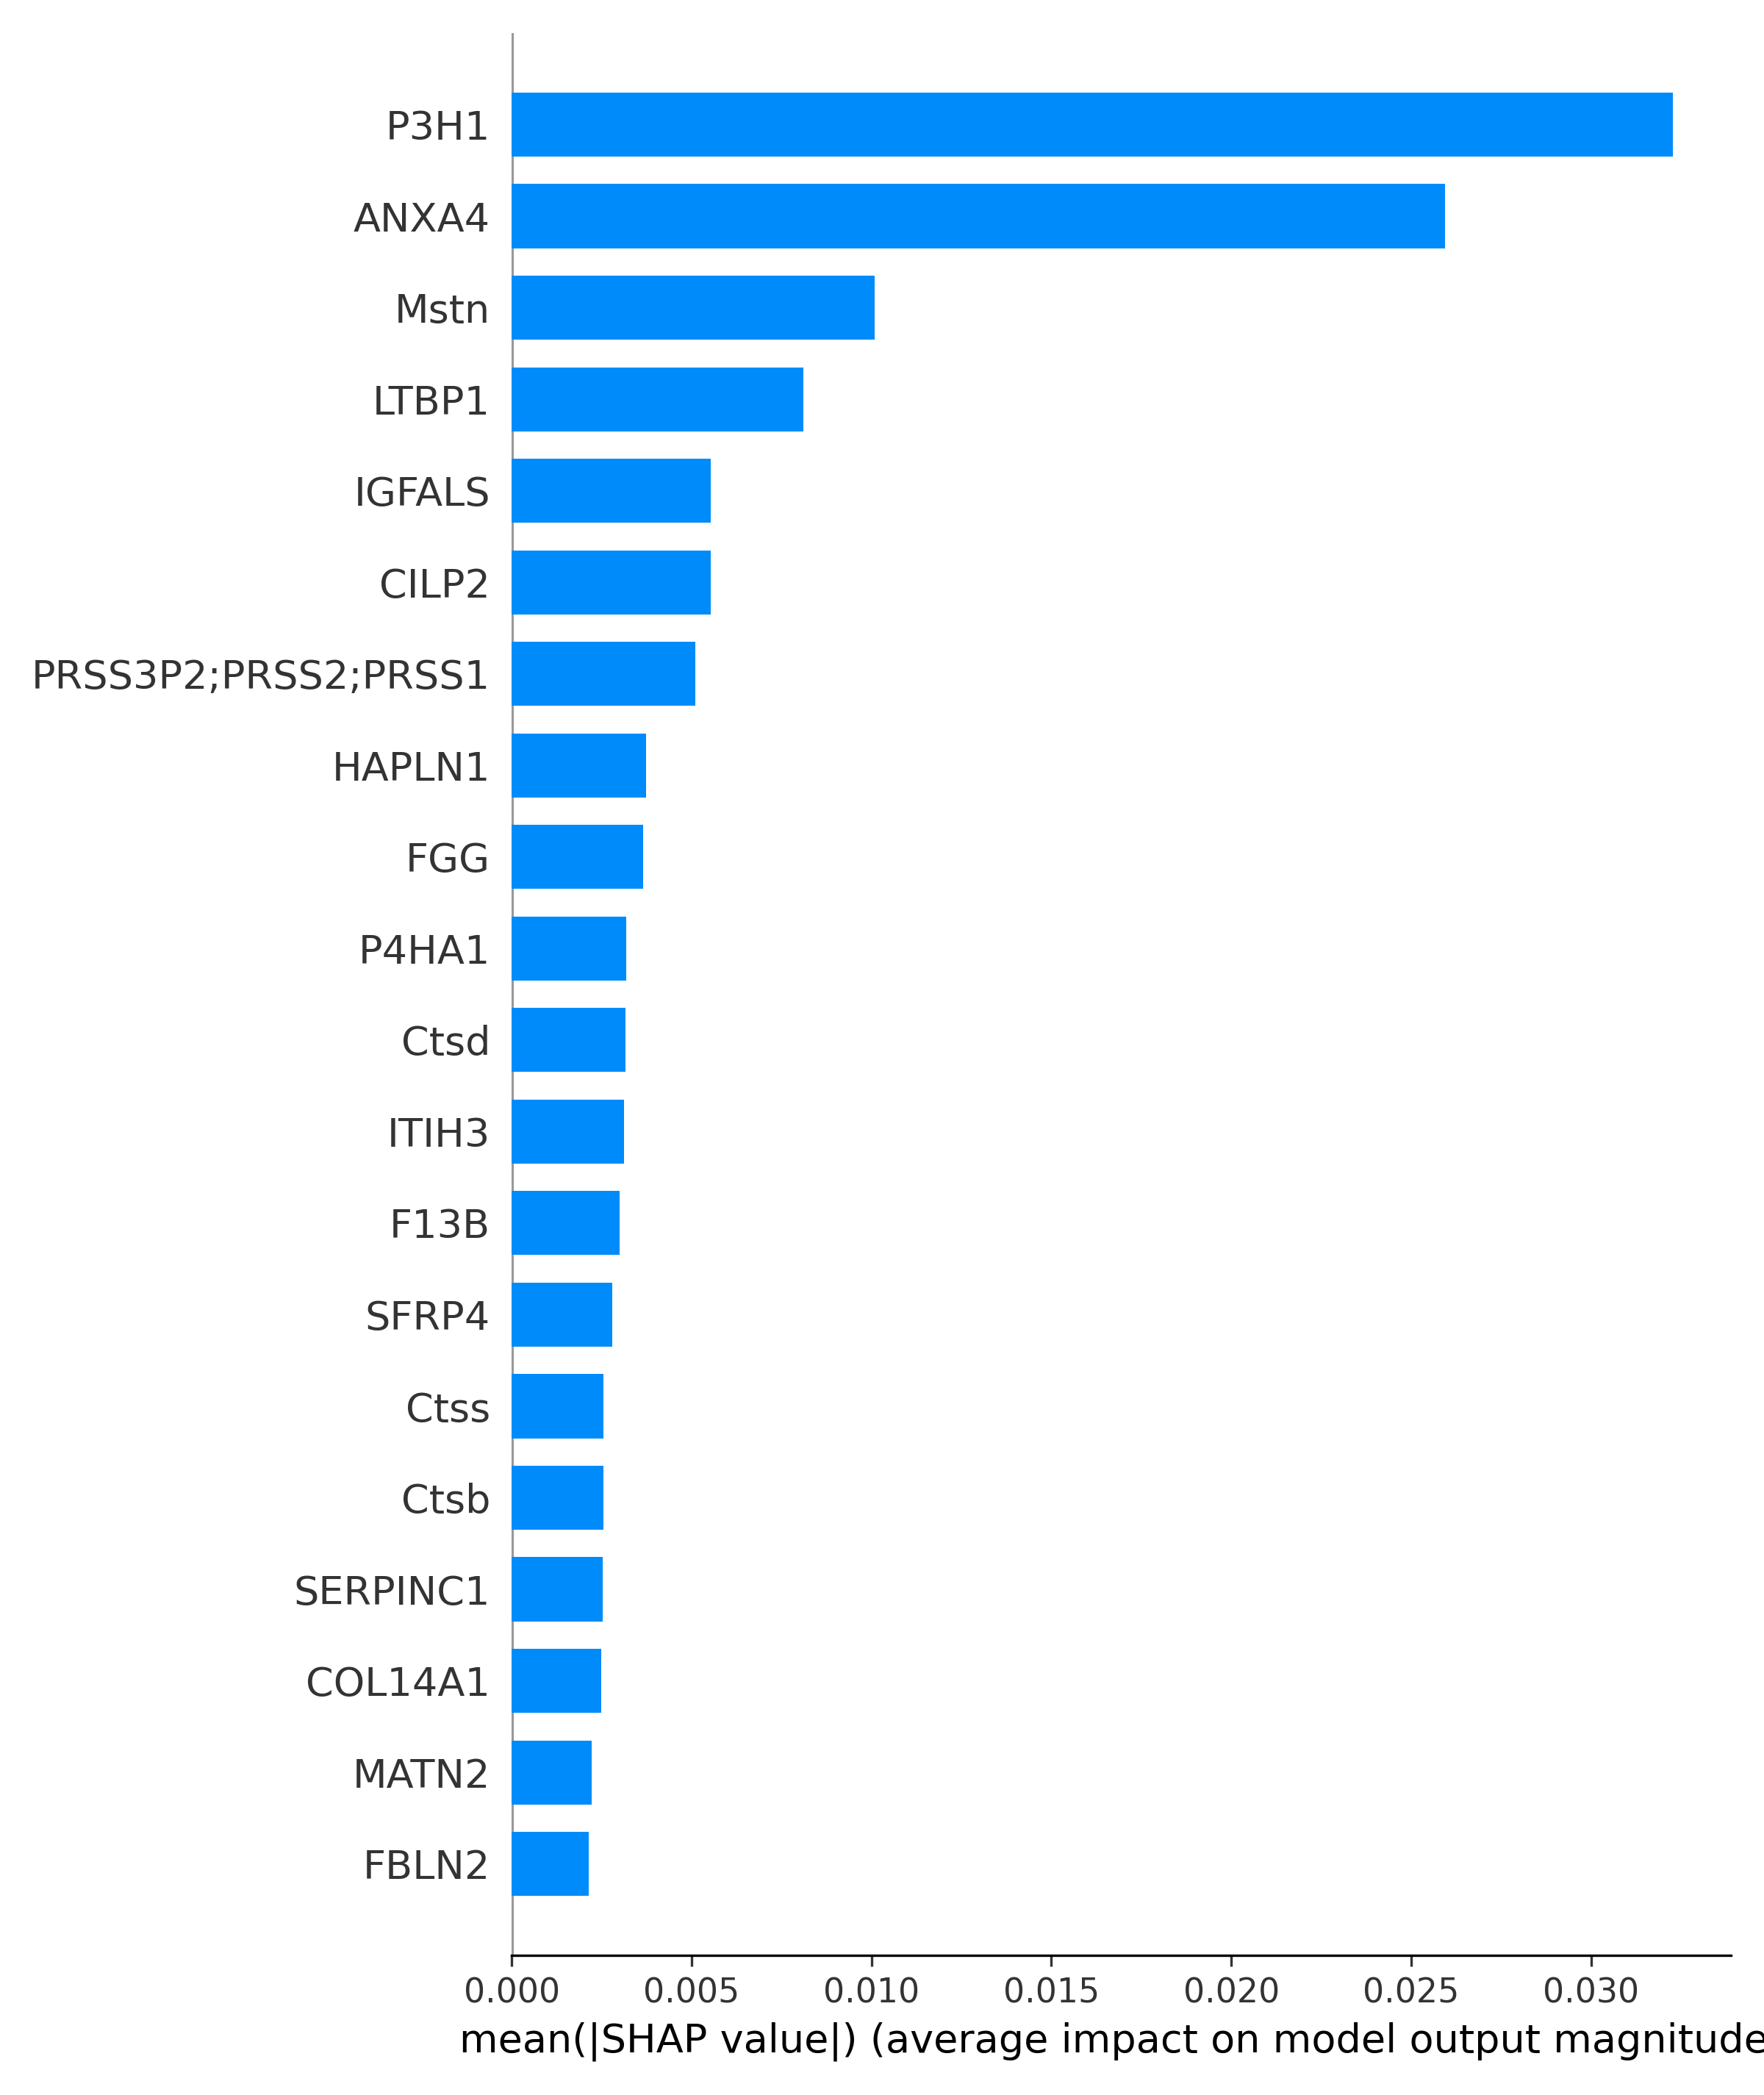 P3H1
ANXA4
Mstn
LTBP1
IGFALS
CILP2
PRSS3P2;PRSS2;PRSS1
HAPLN1
FGG
P4HA1
Ctsd
ITIH3
F13B
SFRP4
Ctss
Ctsb
SERPINC1
COL14A1
MATN2
FBLN2
0.000 0.005 0.010 0.015 0.020 0.025 0.030
mean(|SHAP value|) (average impact on model output magnitude